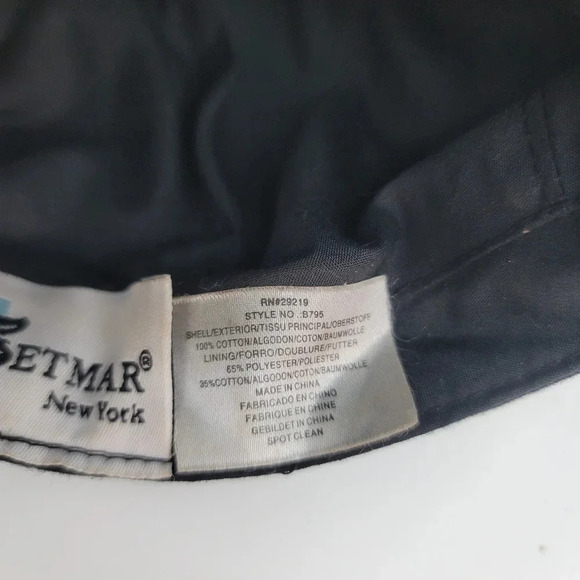 ETMAR®
New York
RN#29219
STYLE NO .:B795
SHELL/EXTERIOR/TISSU PRINCIPAL/OBERSTOFF
100% COTTON/ALGODON/COTON/BAUMWOLLE
LINING/FORRO/DOUBLURE/FUTTER
65% POLYESTER/POLIESTER
35%COTTON/ALGODON/COTON/BAUMWOLLE
MADE IN CHINA
FABRICADO EN CHINO
FABRIQUE EN CHINE
GEBILDET IN CHINA
SPOT CLEAN